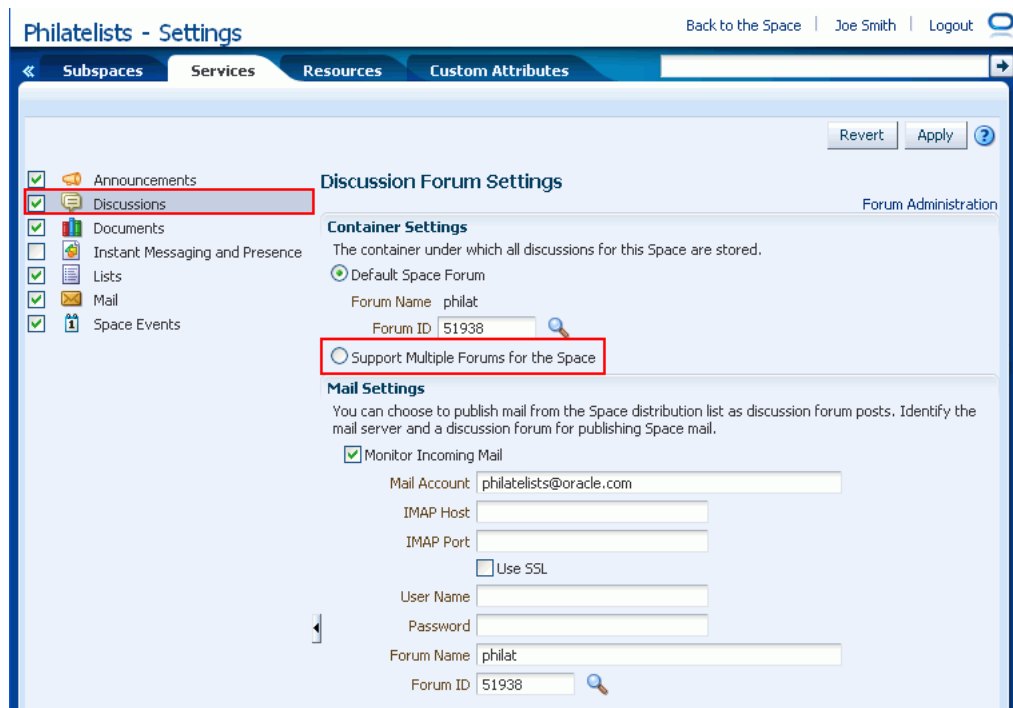 Philatelists - Settings
Back to the Space | Joe Smith | Logout
« Subspaces Services Resources Custom Attributes
Revert Apply ?
Announcements
Discussions
Documents
Instant Messaging and Presence
Lists
Mail
1 Space Events
Discussion Forum Settings
Forum Administration
Container Settings
The container under which all discussions for this Space are stored.
Default Space Forum
Forum Name philat
Forum ID 51938
Support Multiple Forums for the Space
Mail Settings
You can choose to publish mail from the Space distribution list as discussion forum posts. Identify the
mail server and a discussion forum for publishing Space mail.
Monitor Incoming Mail
Mail Account philatelists@oracle.com
IMAP Host
IMAP Port
Use SSL
User Name
Password
Forum Name philat
Forum ID 51938